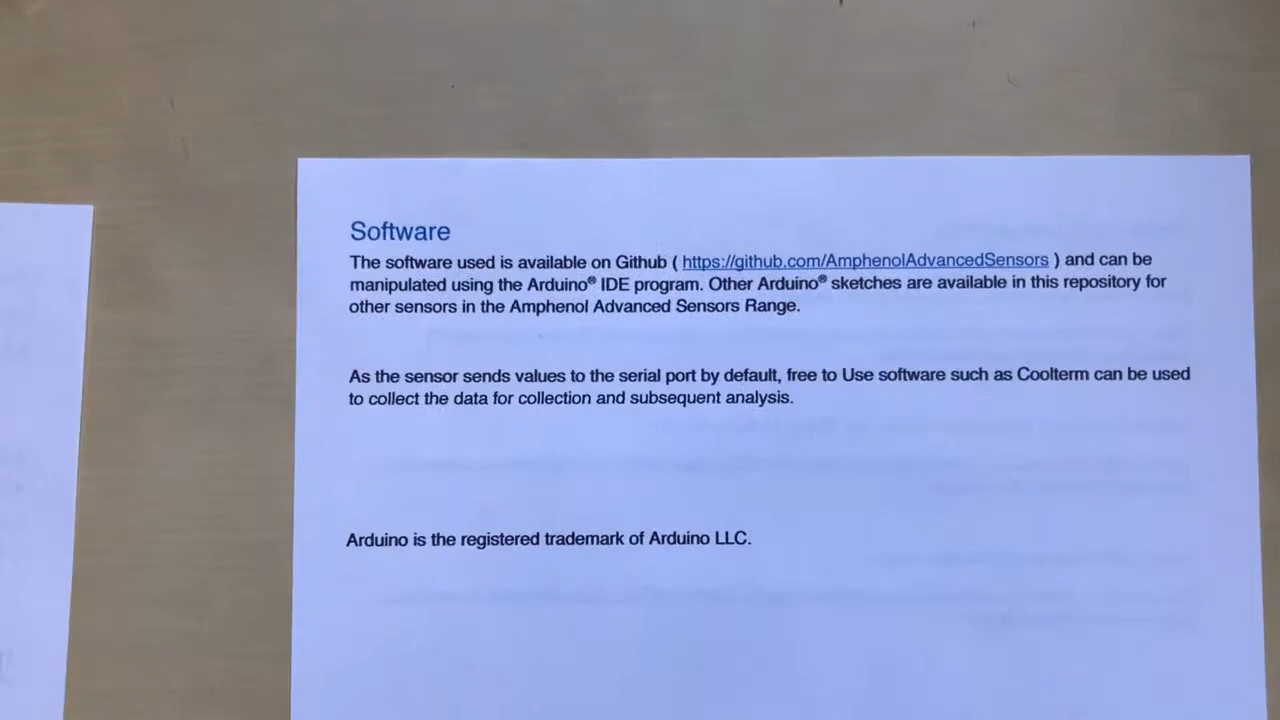 Software
The software used is available on Github ( https://github.com/AmphenolAdvancedSensors ) and can be
manipulated using the Arduino® IDE program. Other Arduino® sketches are available in this repository for
other sensors in the Amphenol Advanced Sensors Range.
As the sensor sends values to the serial port by default, free to Use software such as Coolterm can be used
to collect the data for collection and subsequent analysis.
Arduino is the registered trademark of Arduino LLC.